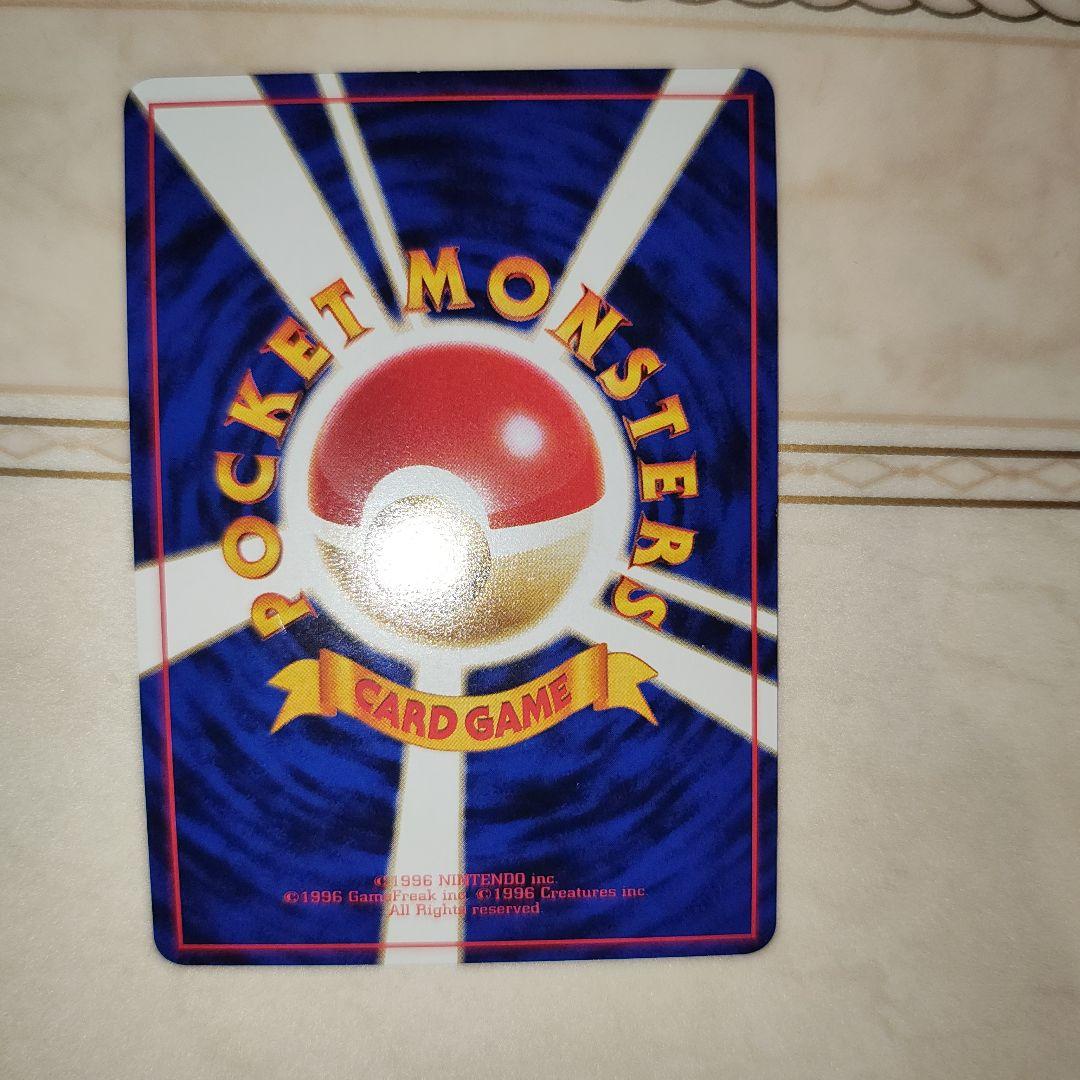 POCKET MONSTERS
CARD GAME
©1996 NINTENDO inc.
©1996 GameFreak inc. ©1996 Creatures inc.
All Rights reserved.